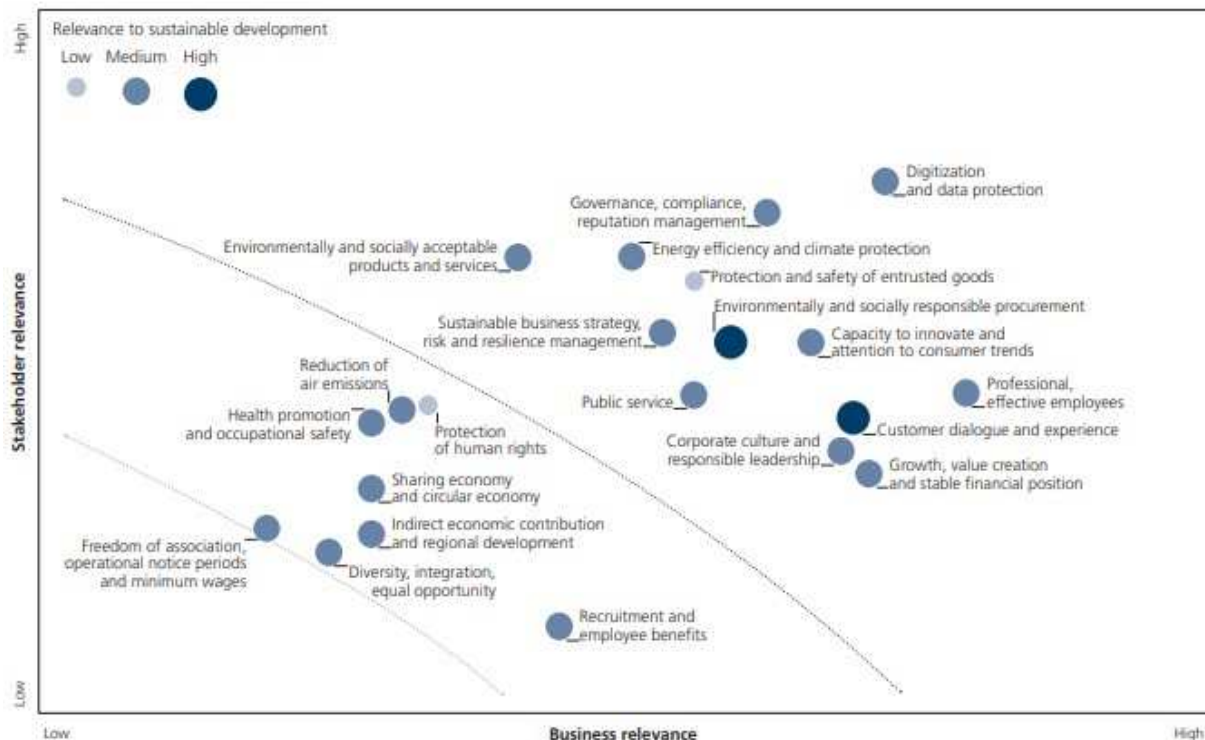 High
Relevance to sustainable development
Low Medium High
Digitization
and data protection
Governance, compliance,
reputation management
Environmentally and socially acceptable
products and services
Energy efficiency and climate protection
Protection and safety of entrusted goods
Environmentally and socially responsible procurement
Sustainable business strategy,
risk and resilience management
Capacity to innovate and
attention to consumer trends
Reduction of
air emissions
Public service
Professional,
effective employees
Health promotion
and occupational safety
Protection
of human rights
Customer dialogue and experience
Corporate culture and
responsible leadership
Growth, value creation
and stable financial position
Sharing economy
and circular economy
Indirect economic contribution
and regional development
Freedom of association,
operational notice periods
and minimum wages
Diversity, integration,
equal opportunity
Recruitment and
employee benefits
Stakeholder relevance
Low
Low
Business relevance
High